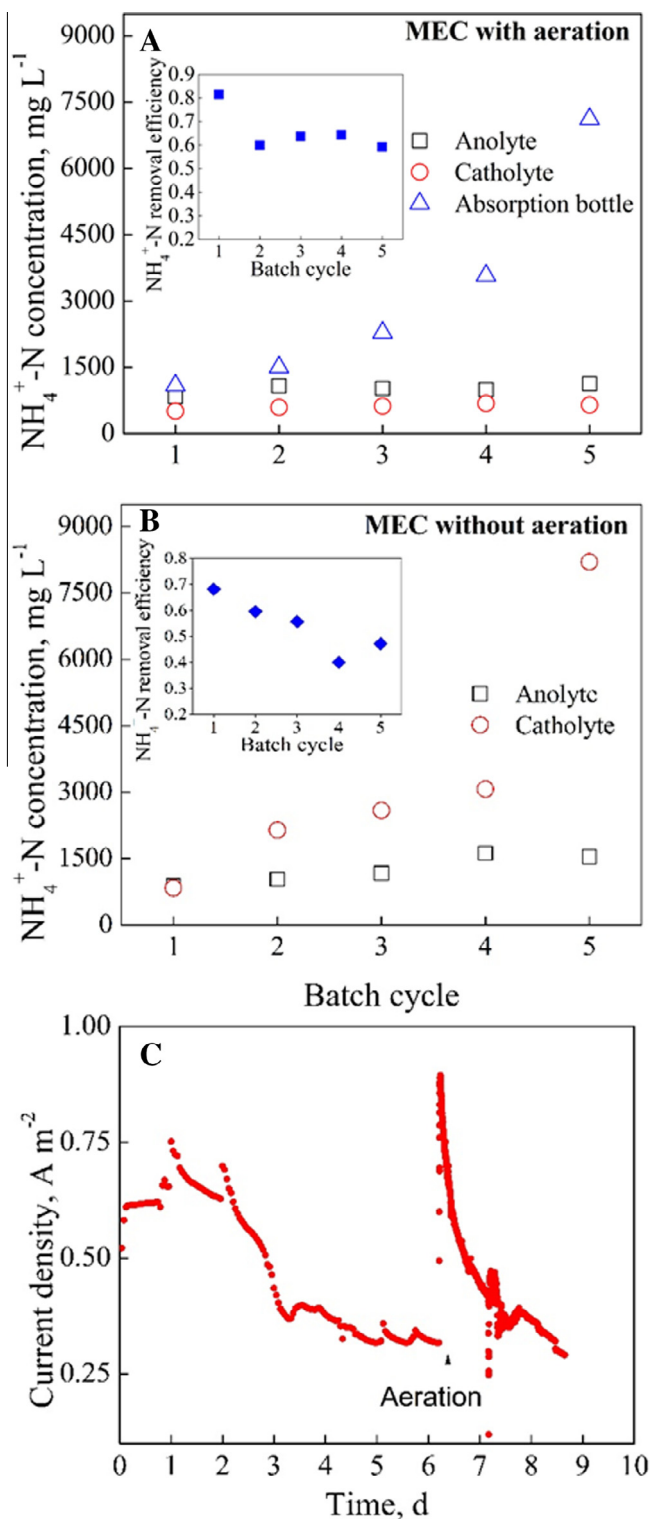 A
MEC with aeration
NH₄⁺-N concentration, mg L⁻¹
9000
7500
6000
4500
3000
1500
0
1 2 3 4 5
NH₄⁺-N removal efficiency
0.9
0.8
0.7
0.6
0.5
0.4
0.3
0.2
1 2 3 4 5
Batch cycle
Anolyte
Catholyte
Absorption bottle
B
MEC without aeration
NH₄⁺-N concentration, mg L⁻¹
9000
7500
6000
4500
3000
1500
0
1 2 3 4 5
Batch cycle
NH₄⁻-N removal efficiency
0.8
0.7
0.6
0.5
0.4
0.3
0.2
1 2 3 4 5
Batch cycle
Anolytc
Catholyte
C
Current density, A m⁻²
1.00
0.75
0.50
0.25
Aeration
0 1 2 3 4 5 6 7 8 9 10
Time, d